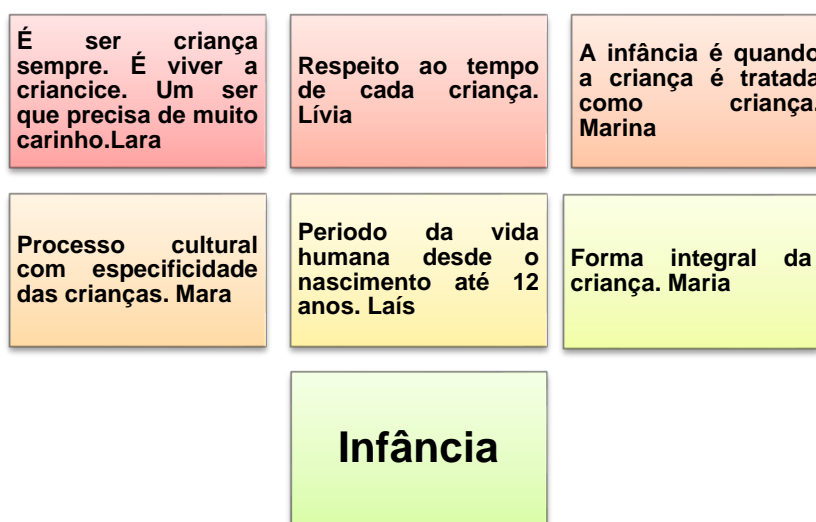 É ser criança
sempre. É viver a
criancice. Um ser
que precisa de muito
carinho.Lara
Respeito ao tempo
de cada criança.
Lívia
A infância é quando
a criança é tratada
como criança.
Marina
Processo cultural
com especificidade
das crianças. Mara
Periodo da vida
humana desde o
nascimento até 12
anos. Laís
Forma integral da
criança. Maria
Infância